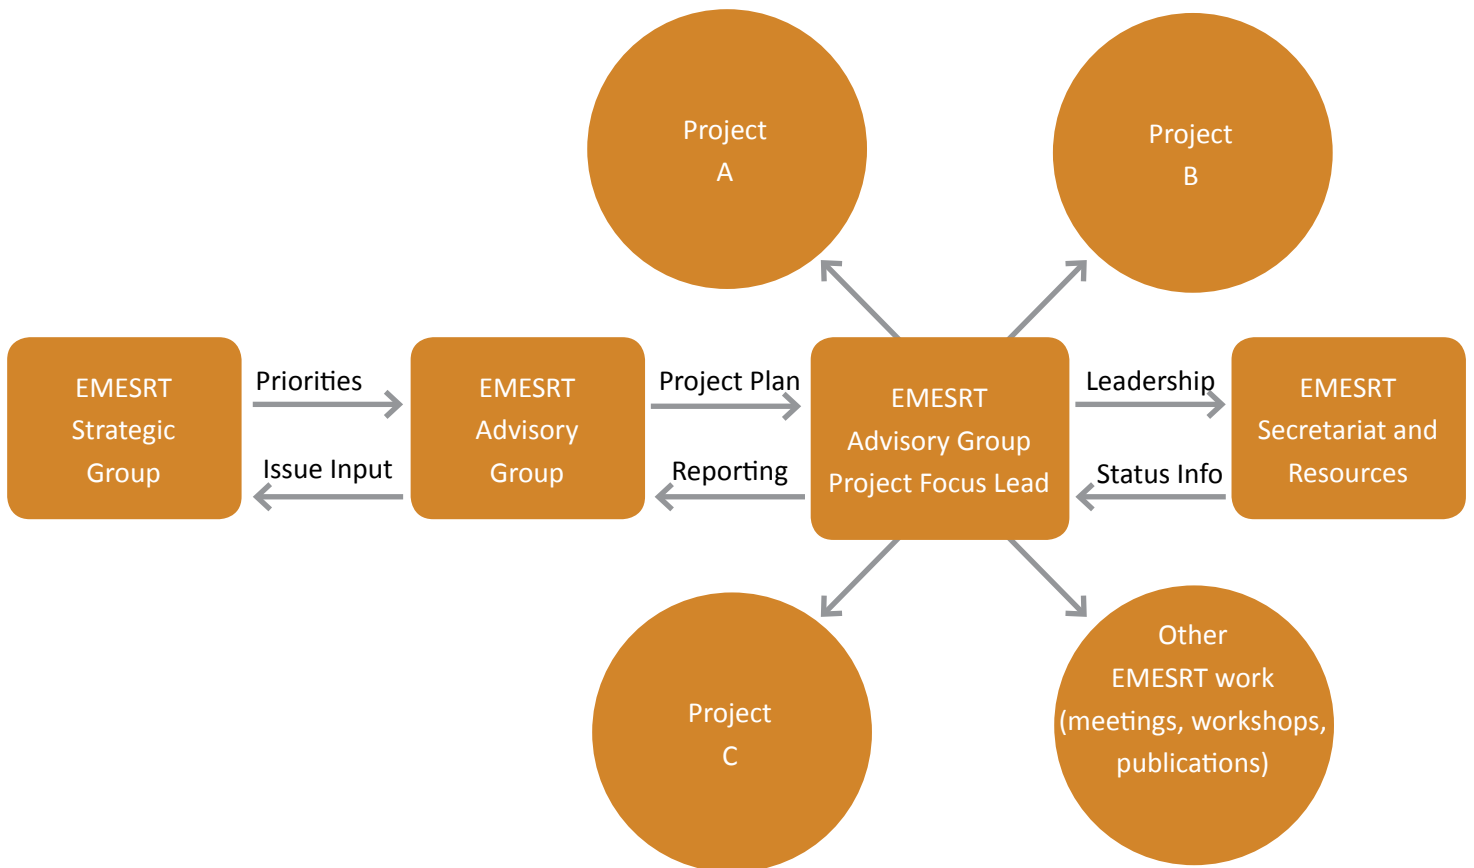 Project
A
Project
B
EMESRT
Strategic
Group
Priorities
Issue Input
EMESRT
Advisory
Group
Project Plan
Reporting
EMESRT
Advisory Group
Project Focus Lead
Leadership
Status Info
EMESRT
Secretariat and
Resources
Project
C
Other
EMESRT work
(meetings, workshops,
publications)